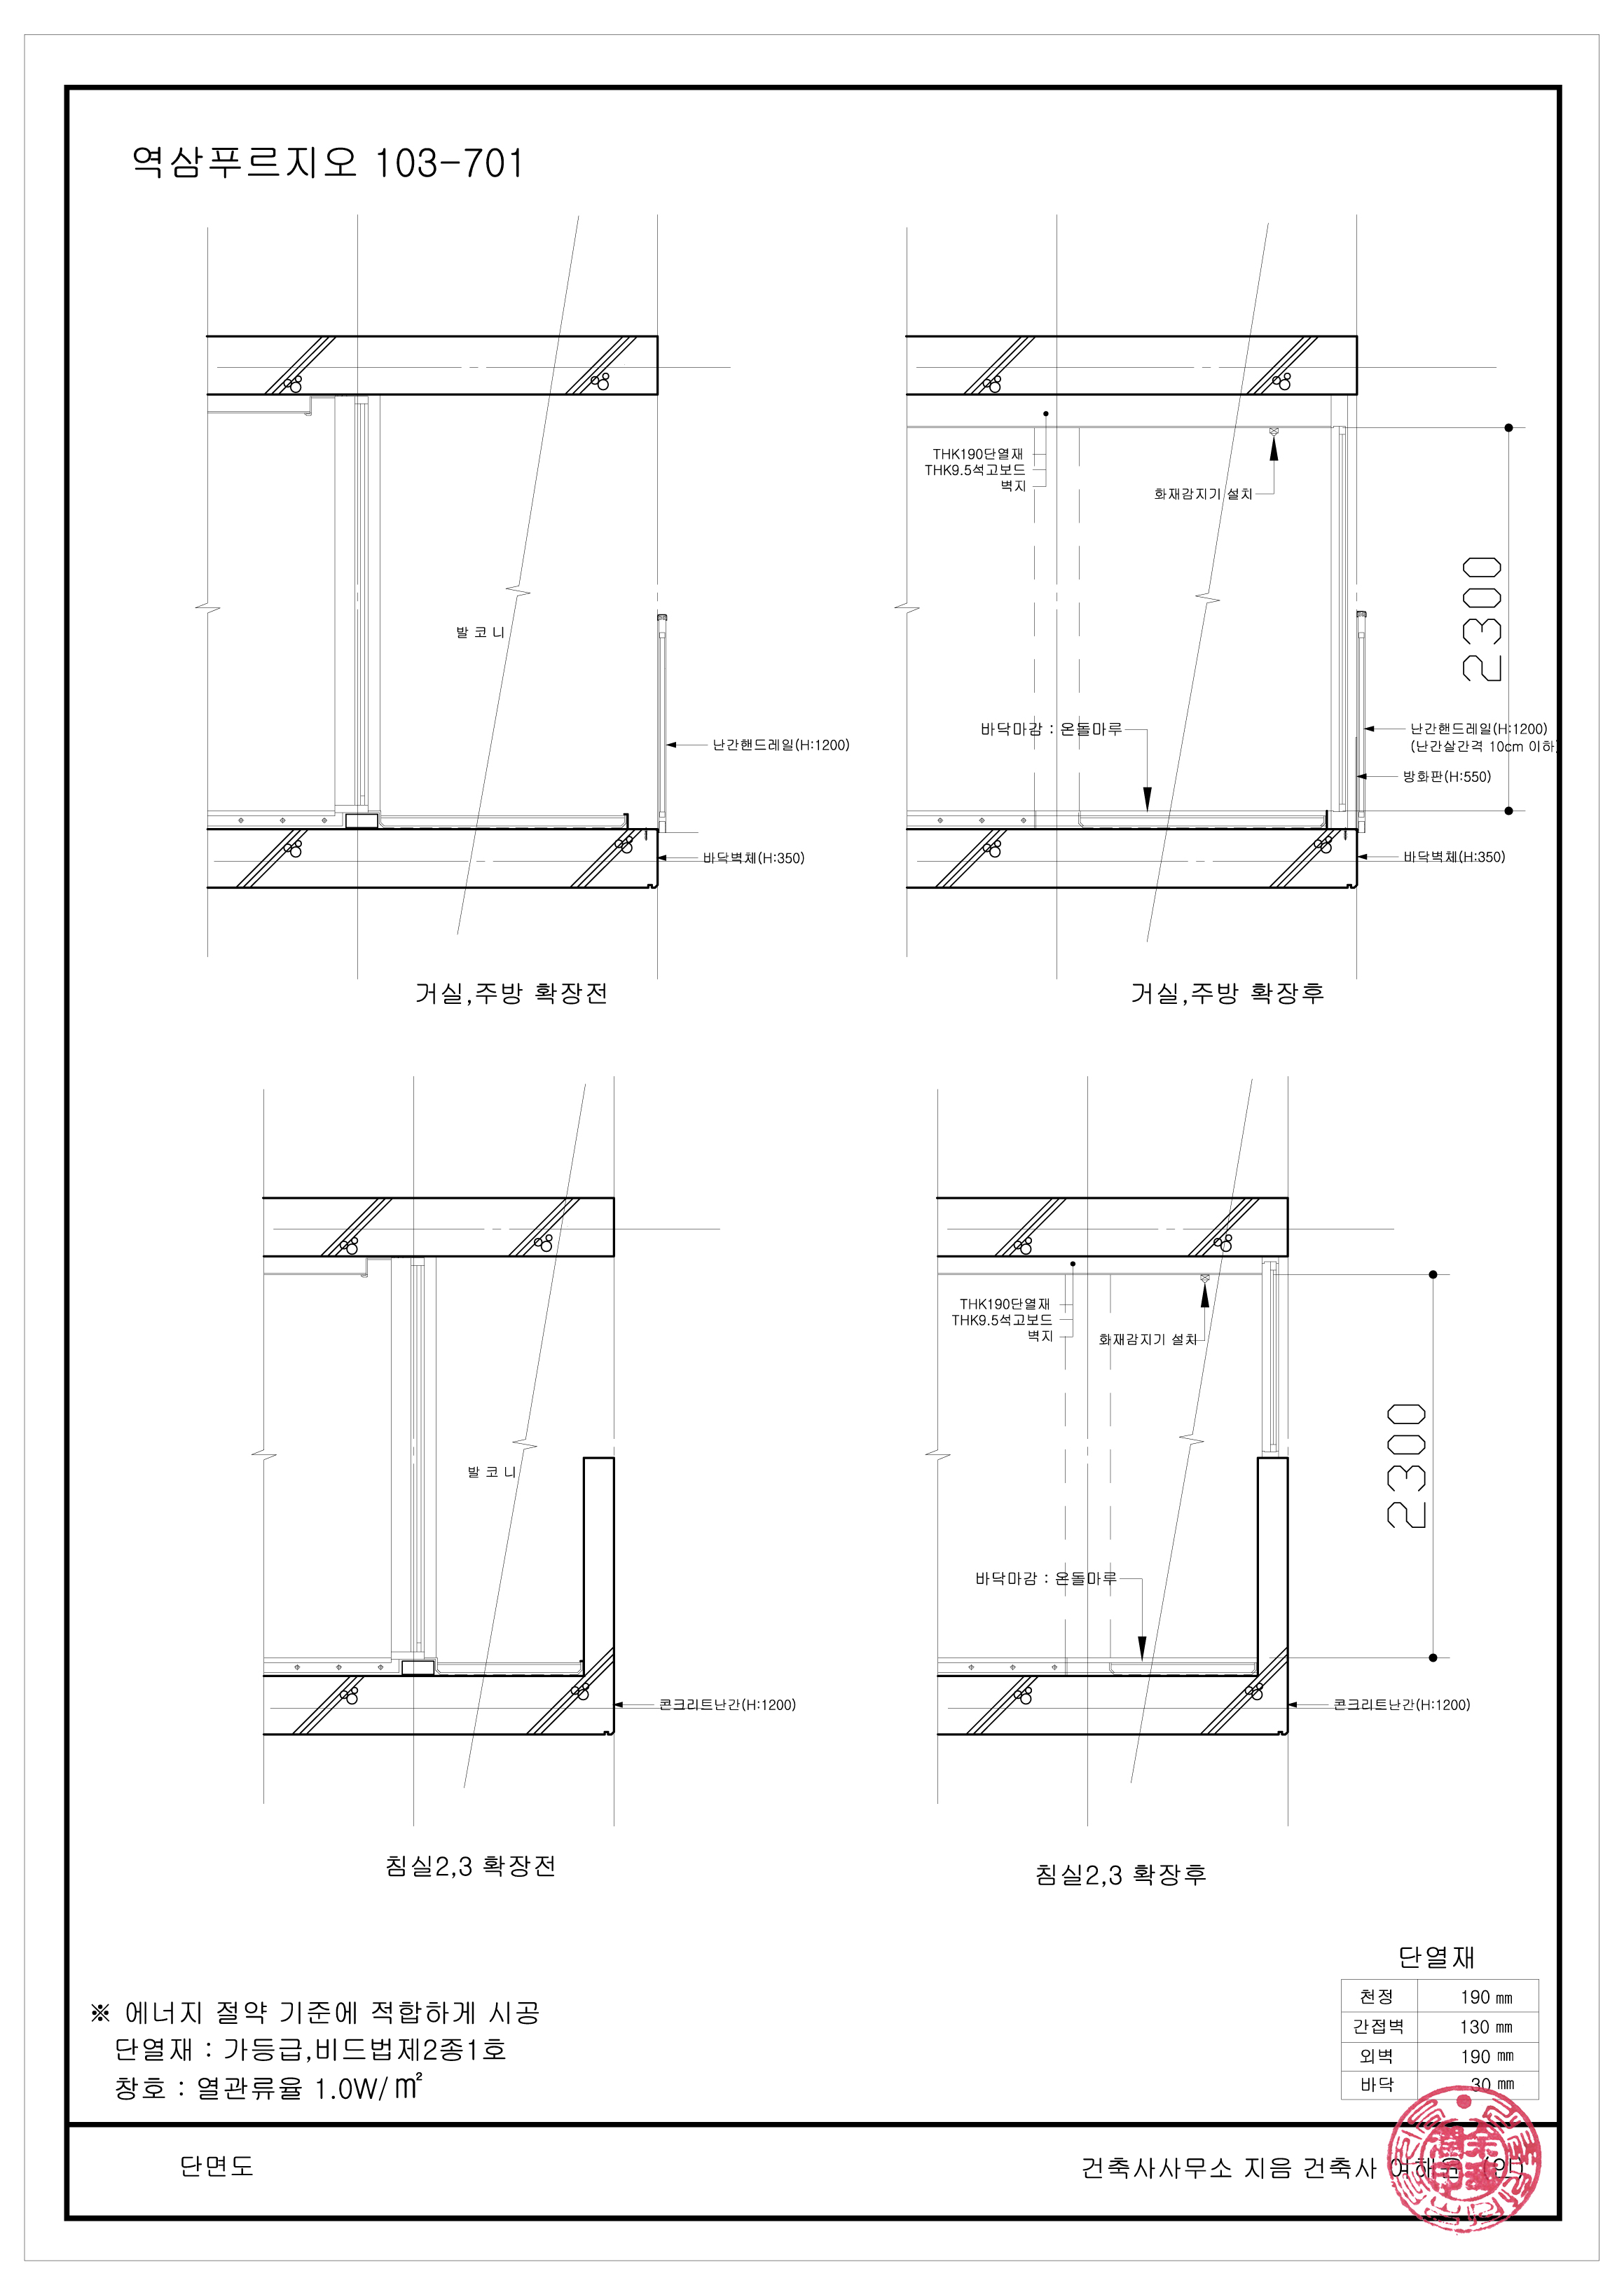 역삼푸르지오 103-701
THK190단열재
THK9.5석고보드
벽지
화재감지기 설치
2300
발 코 니
바닥마감 : 온돌마루
난간핸드레일(H:1200)
난간핸드레일(H:1200)
(난간살간격 10cm 이하)
방화판(H:550)
바닥벽체(H:350)
바닥벽체(H:350)
거실,주방 확장전
거실,주방 확장후
THK190단열재
THK9.5석고보드
벽지
화재감지기 설치
2300
발 코 니
바닥마감 : 온돌마루
콘크리트난간(H:1200)
콘크리트난간(H:1200)
침실2,3 확장전
침실2,3 확장후
단열재
천정 190 ㎜
간접벽 130 ㎜
외벽 190 ㎜
바닥 30 ㎜
※ 에너지 절약 기준에 적합하게 시공
단열재 : 가등급,비드법제2종1호
창호 : 열관류율 1.0W/㎡
단면도
건축사사무소 지음 건축사 (인)